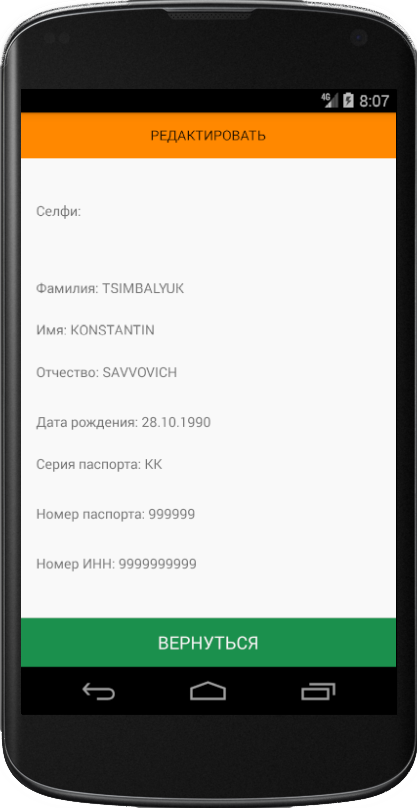 4G 8:07
РЕДАКТИРОВАТЬ
Селфи:
Фамилия: TSIMBALYUK
Имя: KONSTANTIN
Отчество: SAVVOVICH
Дата рождения: 28.10.1990
Серия паспорта: КК
Номер паспорта: 999999
Номер ИНН: 9999999999
ВЕРНУТЬСЯ